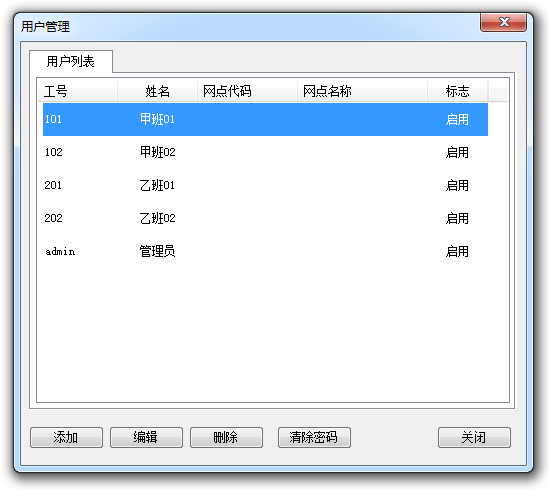 用户管理
用户列表
工号 姓名 网点代码 网点名称 标志
101 甲班01 启用
102 甲班02 启用
201 乙班01 启用
202 乙班02 启用
admin 管理员 启用
添加 编辑 删除 清除密码 关闭